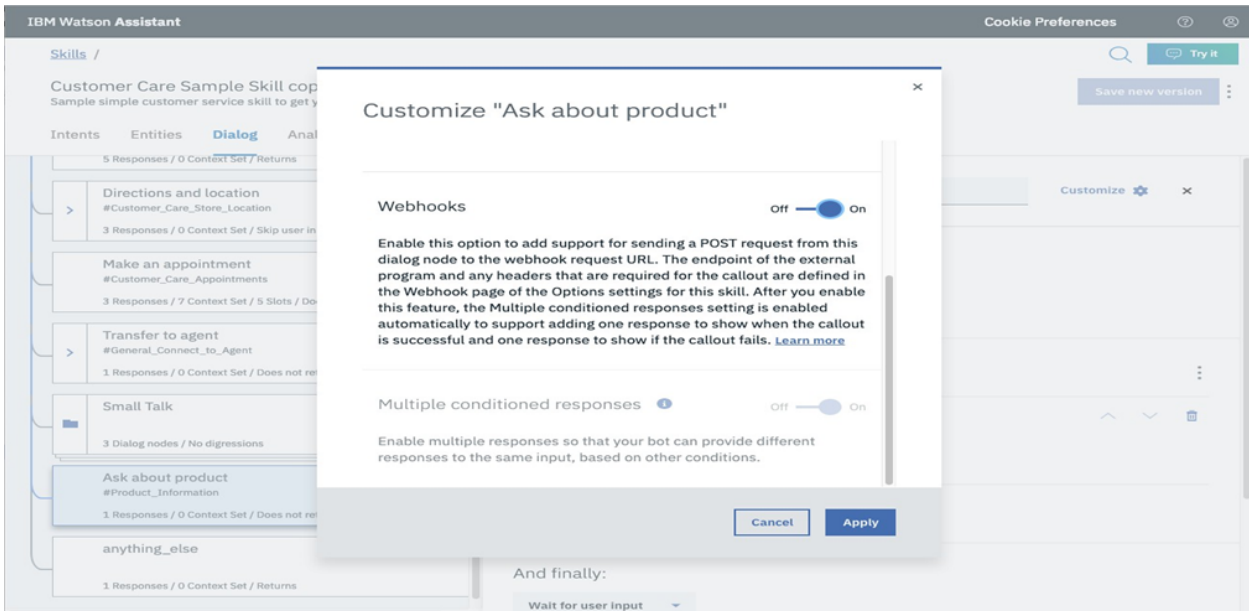 IBM Watson Assistant
Cookie Preferences
Skills /
Try it
Customer Care Sample Skill cop
Sample simple customer service skill to get y
Save new version
Intents Entities Dialog Anal
5 Responses / 0 Context Set / Returns
Directions and location
#Customer_Care_Store_Location
3 Responses / 0 Context Set / Skip user in
Make an appointment
#Customer_Care_Appointments
3 Responses / 7 Context Set / 5 Slots / Do
Transfer to agent
#General_Connect_to_Agent
1 Responses / 0 Context Set / Does not ret
Small Talk
3 Dialog nodes / No digressions
Ask about product
#Product_Information
1 Responses / 0 Context Set / Does not ret
anything_else
1 Responses / 0 Context Set / Returns
Customize "Ask about product"
Webhooks
Off On
Enable this option to add support for sending a POST request from this
dialog node to the webhook request URL. The endpoint of the external
program and any headers that are required for the callout are defined in
the Webhook page of the Options settings for this skill. After you enable
this feature, the Multiple conditioned responses setting is enabled
automatically to support adding one response to show when the callout
is successful and one response to show if the callout fails. Learn more
Multiple conditioned responses
Off On
Enable multiple responses so that your bot can provide different
responses to the same input, based on other conditions.
Cancel Apply
Customize
And finally:
Wait for user input